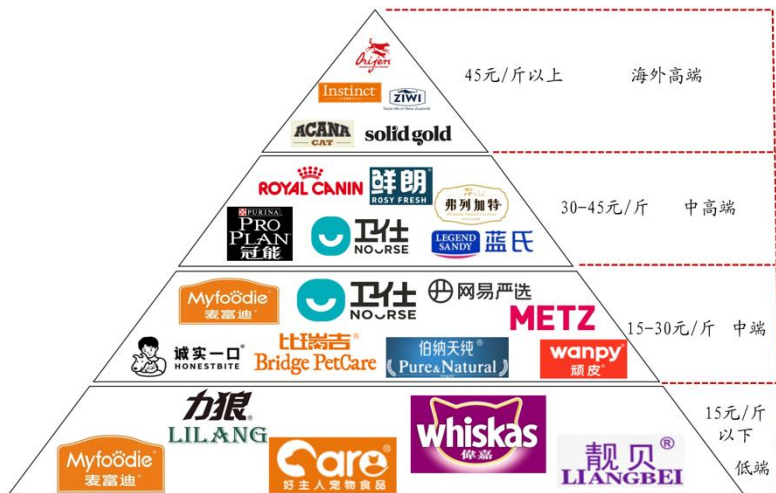 Orijen
45元/斤以上 海外高端
Instinct
ZIWI
ACANA
CAT
solid gold
ROYAL CANIN
鲜朗
ROSY FRESH
弗列加特
30-45元/斤 中高端
PURINA
PRO
PLAN
冠能
卫仕
NOURSE
LEGEND
SANDY
蓝氏
Myfoodie®
麦富迪®
卫仕
NOURSE
网易严选
METZ
15-30元/斤 中端
诚实一口®
HONESTBITE
比瑞吉®
Bridge PetCare
伯纳天纯®
Pure&Natural
wanpy®
顽皮®
力狼®
LILANG
15元/斤
以下
低端
Myfoodie®
麦富迪®
Care
好主人宠物食品
whiskas
偉嘉
靓贝®
LIANGBEI